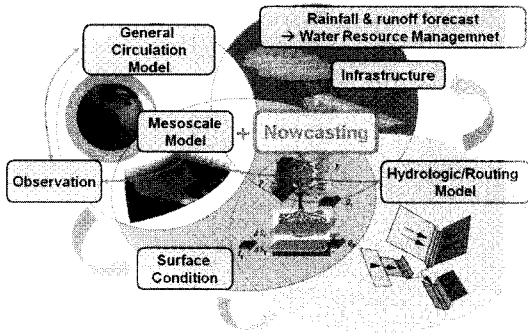 Rainfall & runoff forecast
→ Water Resource Managemnet
General
Circulation
Model
Infrastructure
Mesoscale
Model
+
Nowcasting
Observation
Hydrologic/Routing
Model
Surface
Condition